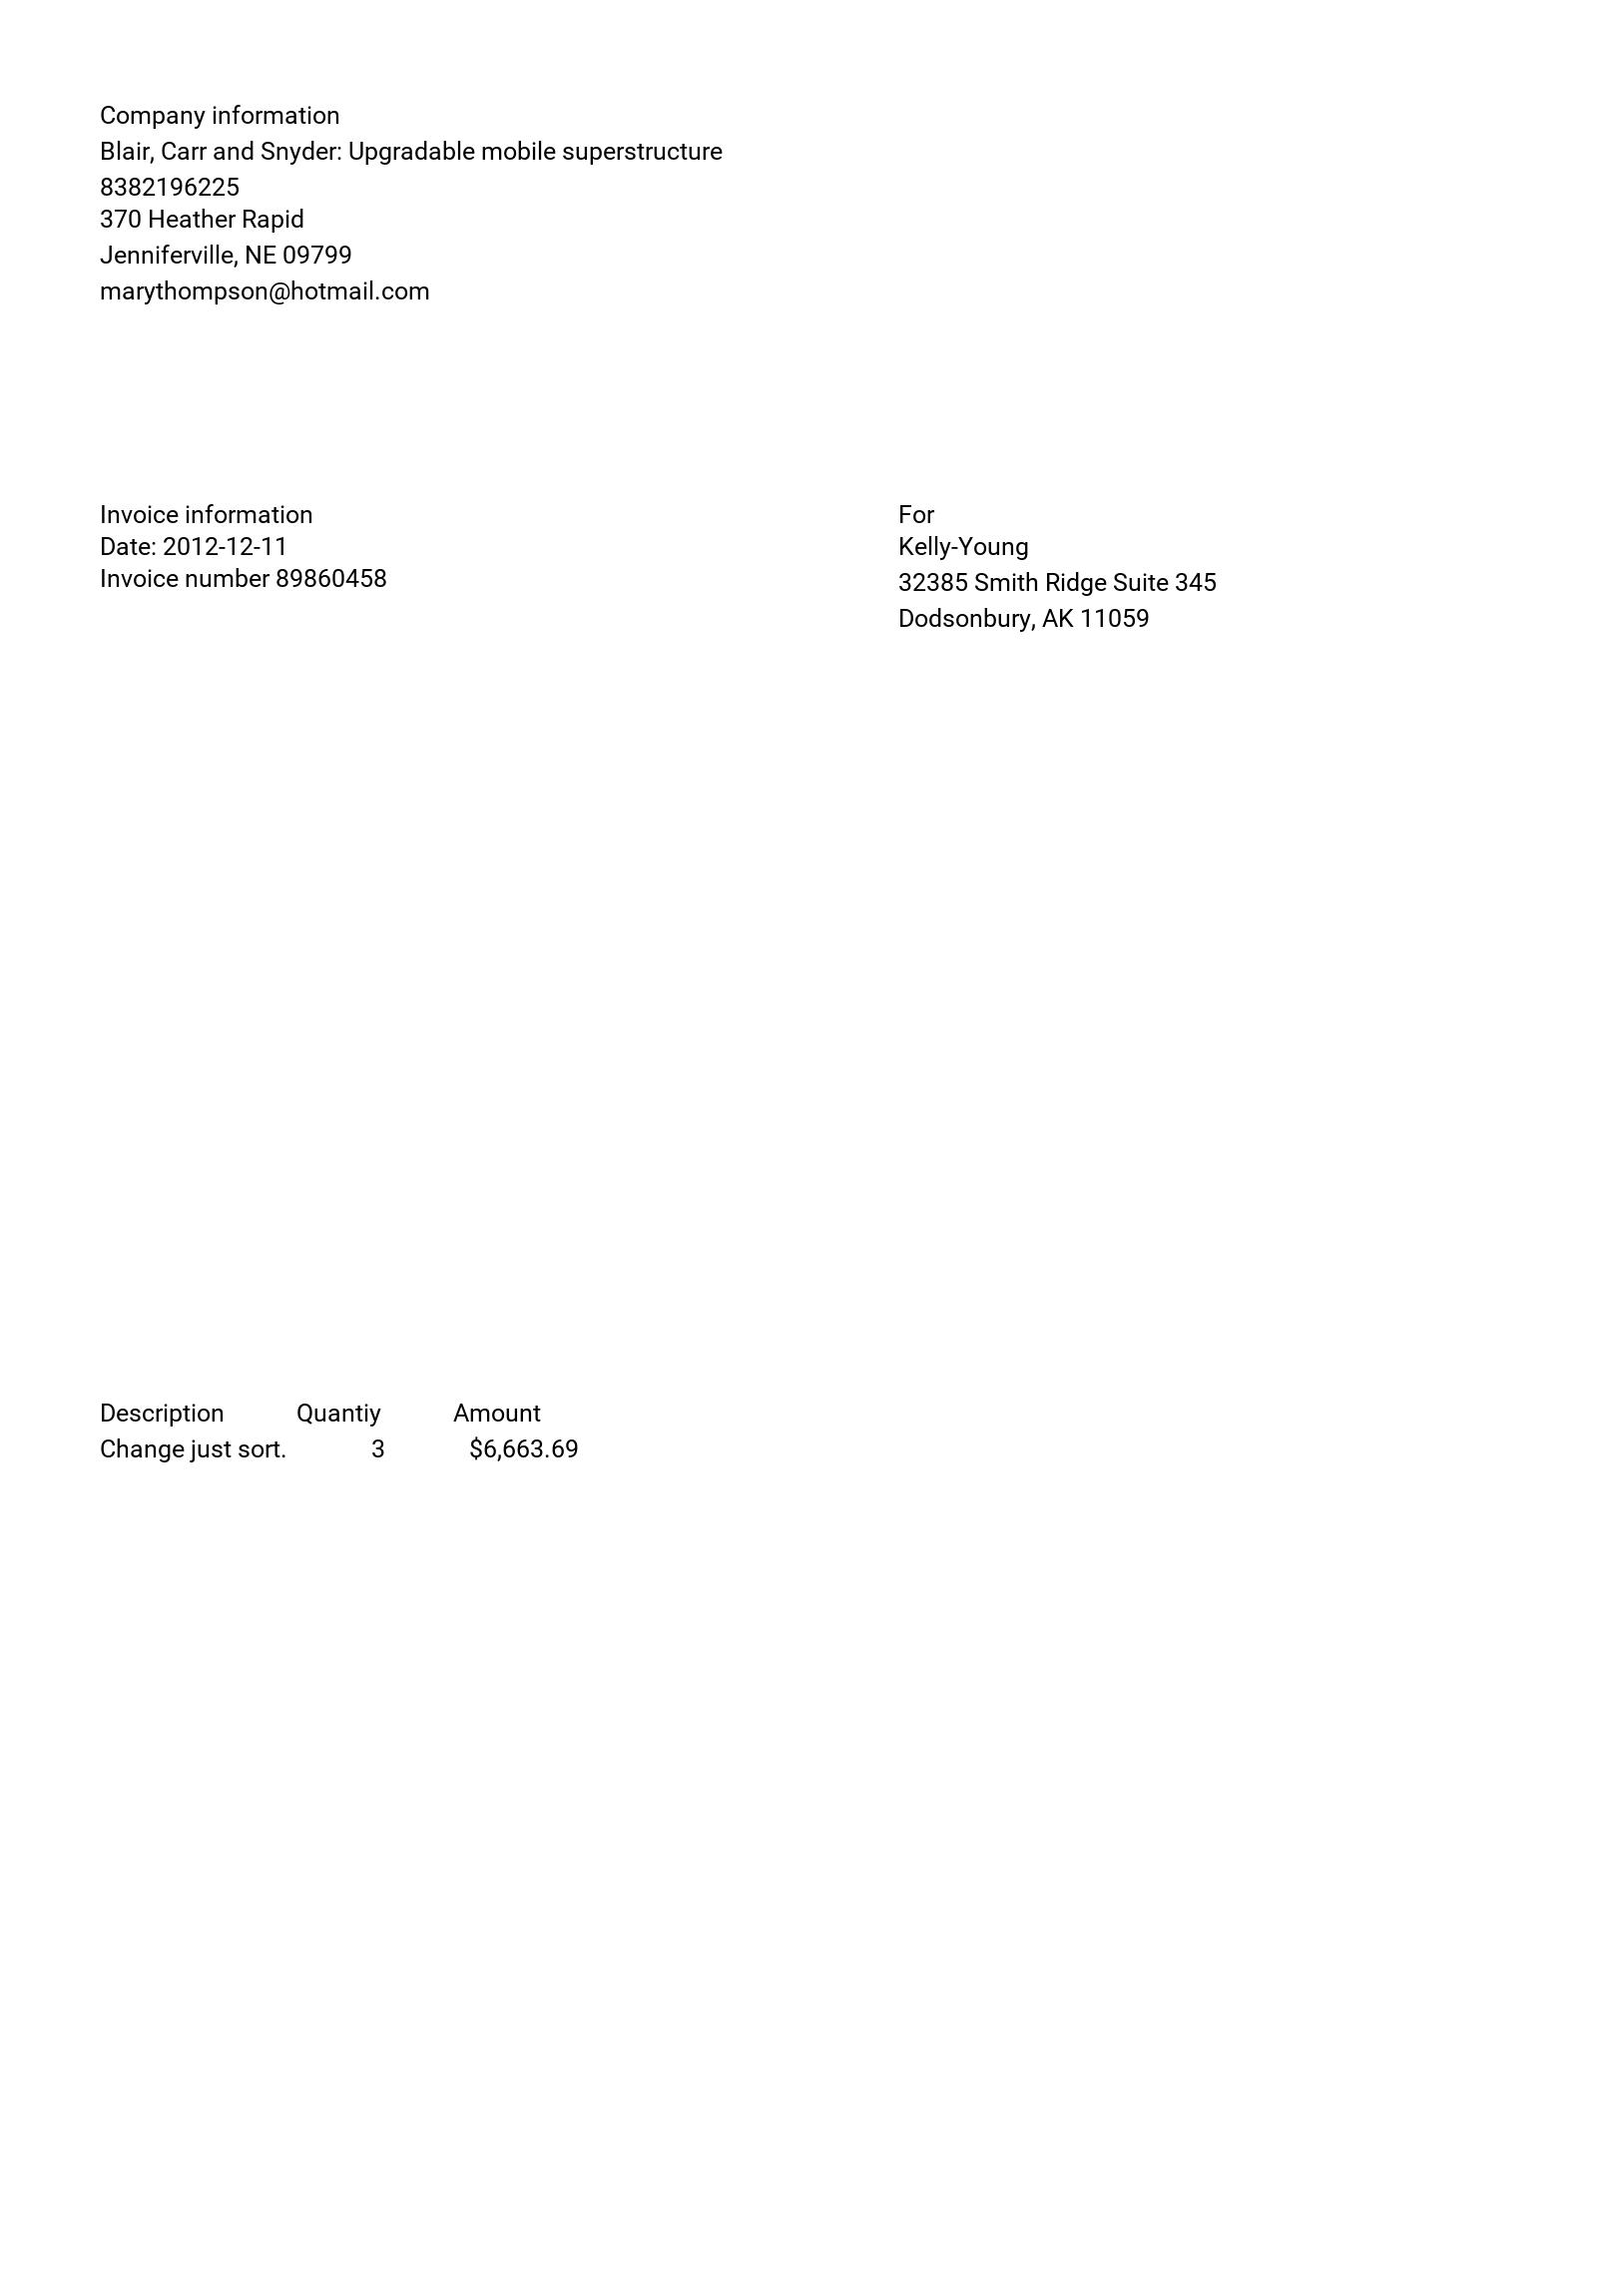 Company information
Blair, Carr and Snyder: Upgradable mobile superstructure
8382196225
370 Heather Rapid
Jenniferville, NE 09799
marythompson@hotmail.com
Invoice information
Date: 2012-12-11
Invoice number 89860458
For
Kelly-Young
32385 Smith Ridge Suite 345
Dodsonbury, AK 11059
Description Quantiy Amount
Change just sort. 3 $6,663.69